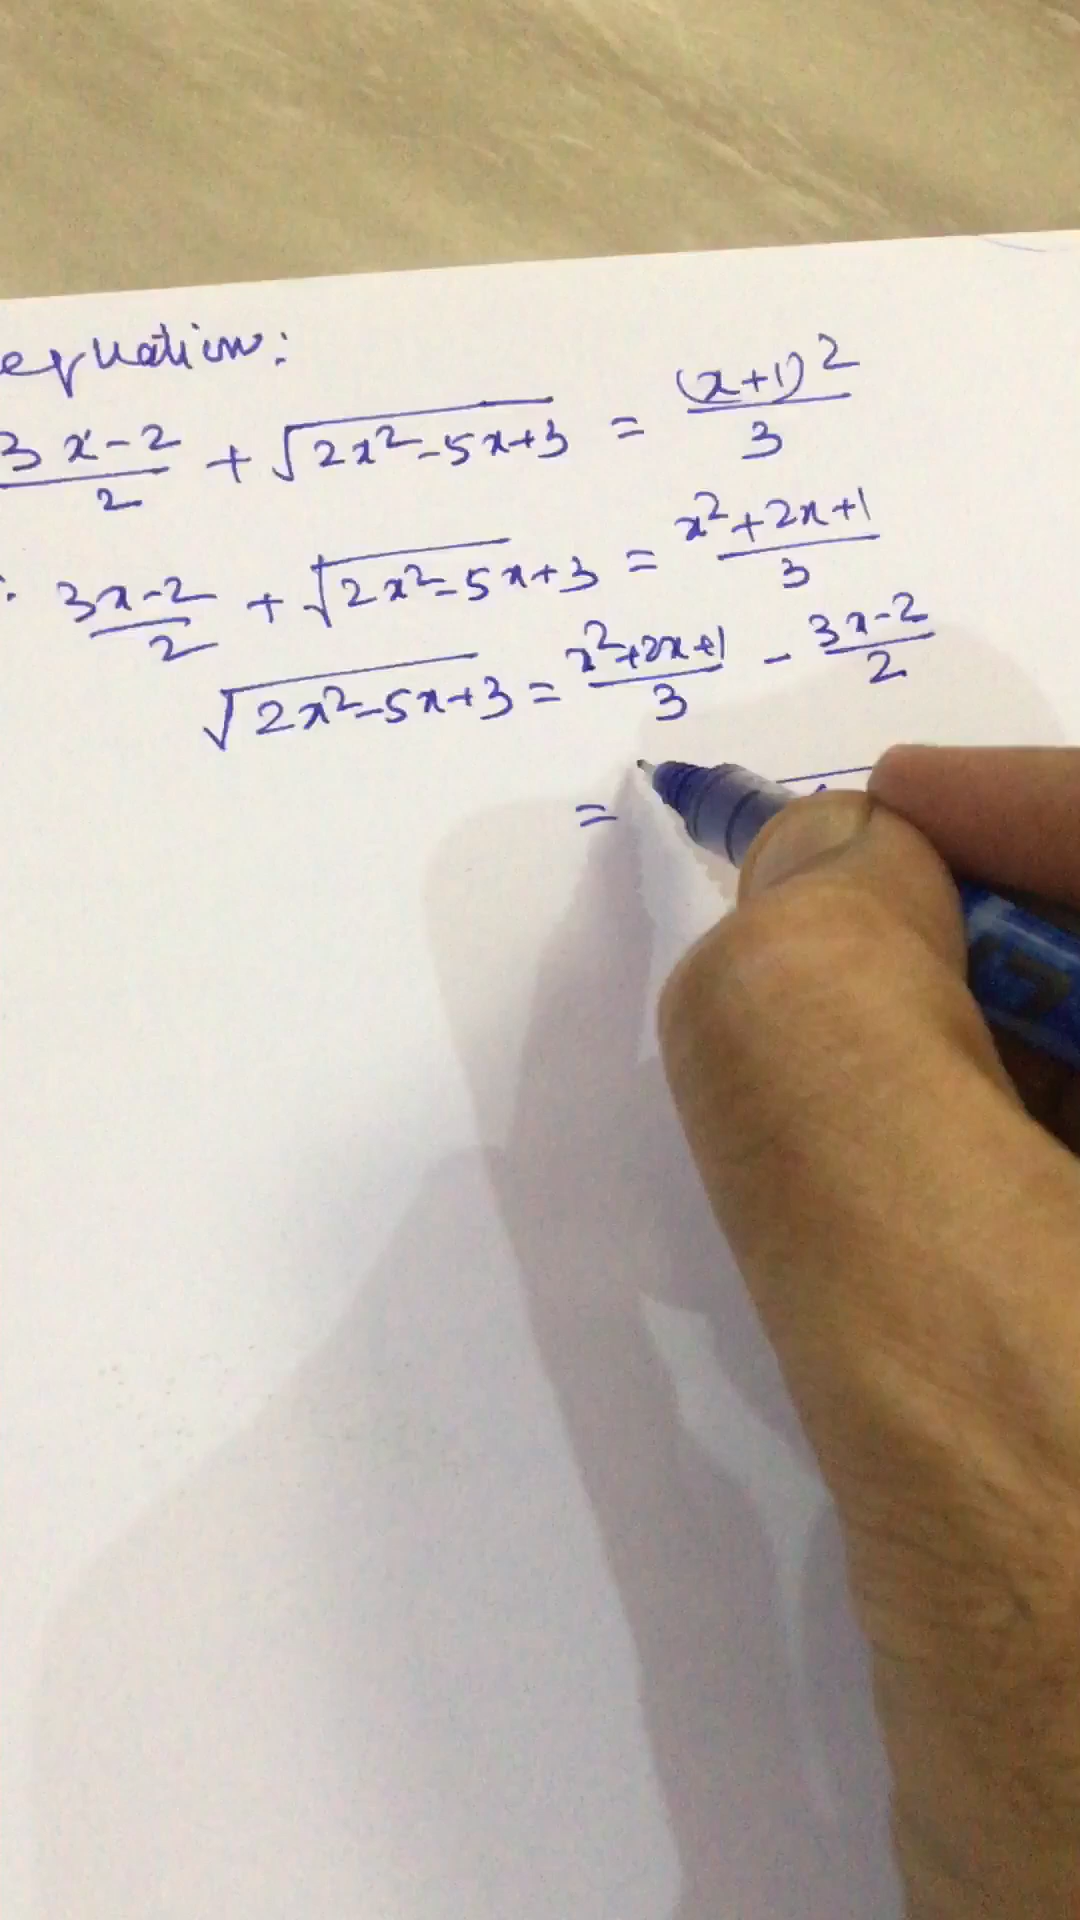 equation:
3x-2/2 + √2x²-5x+3 = (x+1)²/3
: 3x-2/2 + √2x²-5x+3 = x²+2x+1/3
√2x²-5x+3 = x²+2x+1/3 - 3x-2/2
=